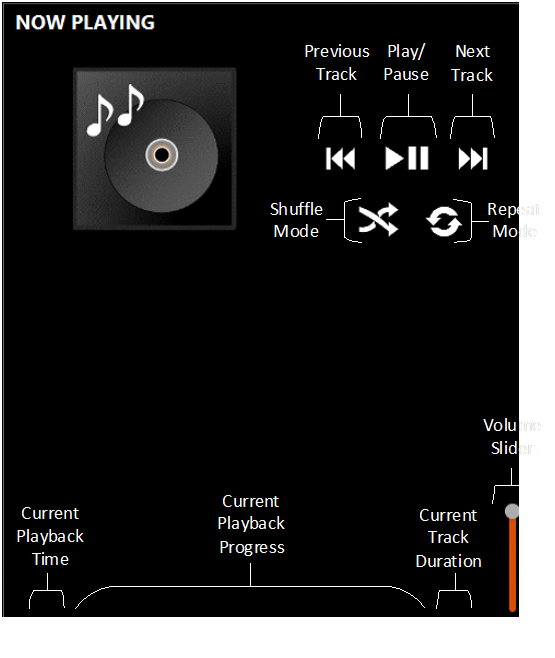 NOW PLAYING
Previous
Track
Play/
Pause
Next
Track
Shuffle
Mode
Repeat
Mode
Volume
Slider
Current
Playback
Time
Current
Playback
Progress
Current
Track
Duration